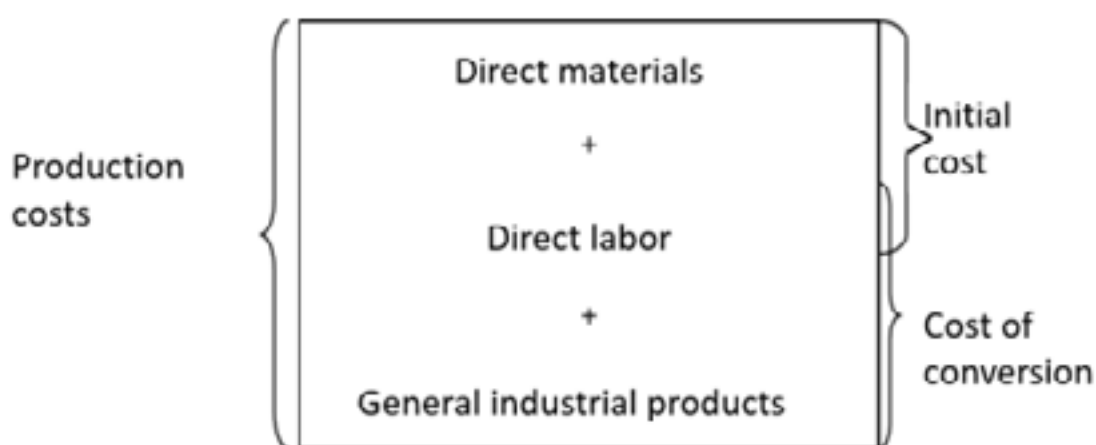 Direct materials
+
Initial
cost
Production
costs
Direct labor
+
Cost of
conversion
General industrial products